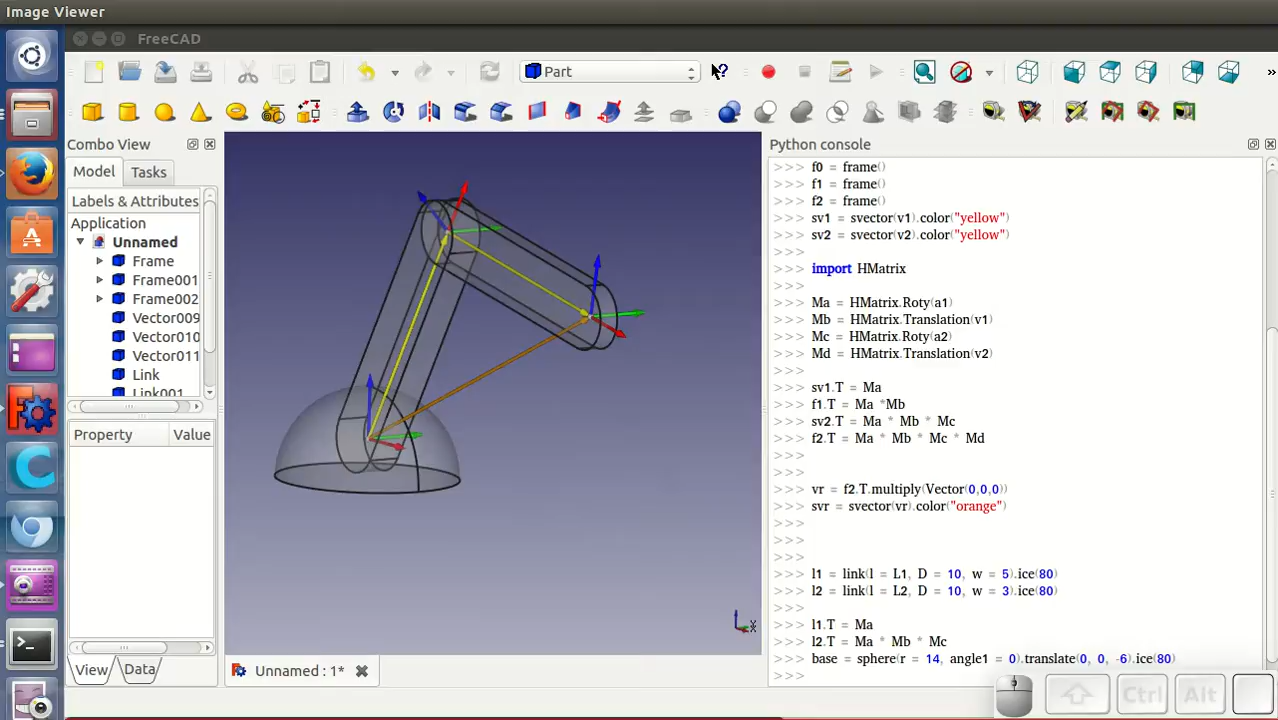 Image Viewer
FreeCAD
Part
Combo View
Model
Tasks
Labels & Attributes
Application
Unnamed
Frame
Frame001
Frame002
Vector009
Vector010
Vector011
Link
Link001
Property
Value
View
Data
Unnamed : 1*
X
Python console
>>> f0 = frame()
>>> f1 = frame()
>>> f2 = frame()
>>> sv1 = svector(v1).color("yellow")
>>> sv2 = svector(v2).color("yellow")
>>>
>>> import HMatrix
>>>
>>> Ma = HMatrix.Roty(a1)
>>> Mb = HMatrix.Translation(v1)
>>> Mc = HMatrix.Roty(a2)
>>> Md = HMatrix.Translation(v2)
>>>
>>> sv1.T = Ma
>>> f1.T = Ma *Mb
>>> sv2.T = Ma * Mb * Mc
>>> f2.T = Ma * Mb * Mc * Md
>>>
>>>
>>> vr = f2.T.multiply(Vector(0,0,0))
>>> svr = svector(vr).color("orange")
>>>
>>>
>>>
>>> l1 = link(l = L1, D = 10, w = 5).ice(80)
>>> l2 = link(l = L2, D = 10, w = 3).ice(80)
>>>
>>> l1.T = Ma
>>> l2.T = Ma * Mb * Mc
>>> base = sphere(r = 14, angle1 = 0).translate(0, 0, -6).ice(80)
>>>
Ctrl
Alt